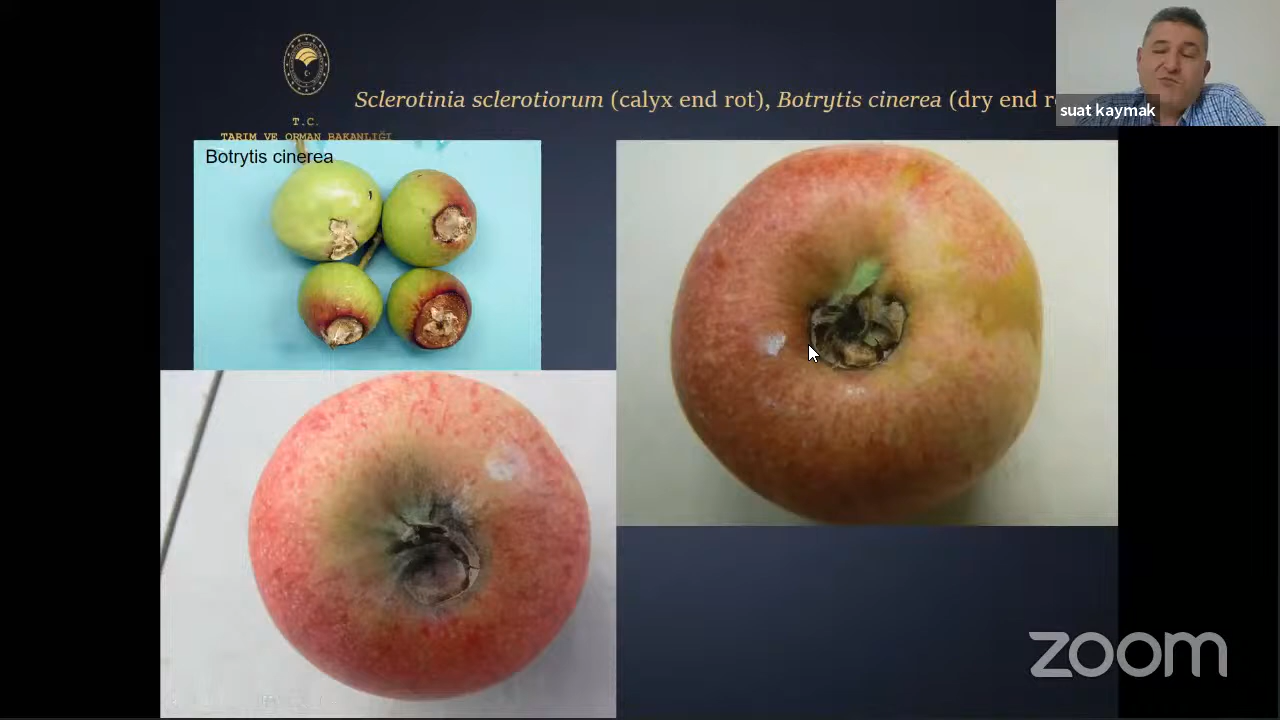 Sclerotinia sclerotiorum (calyx end rot), Botrytis cinerea (dry end
suat kaymak
T.C.
TARIM VE ORMAN BAKANLIĞI
Botrytis cinerea
zoom